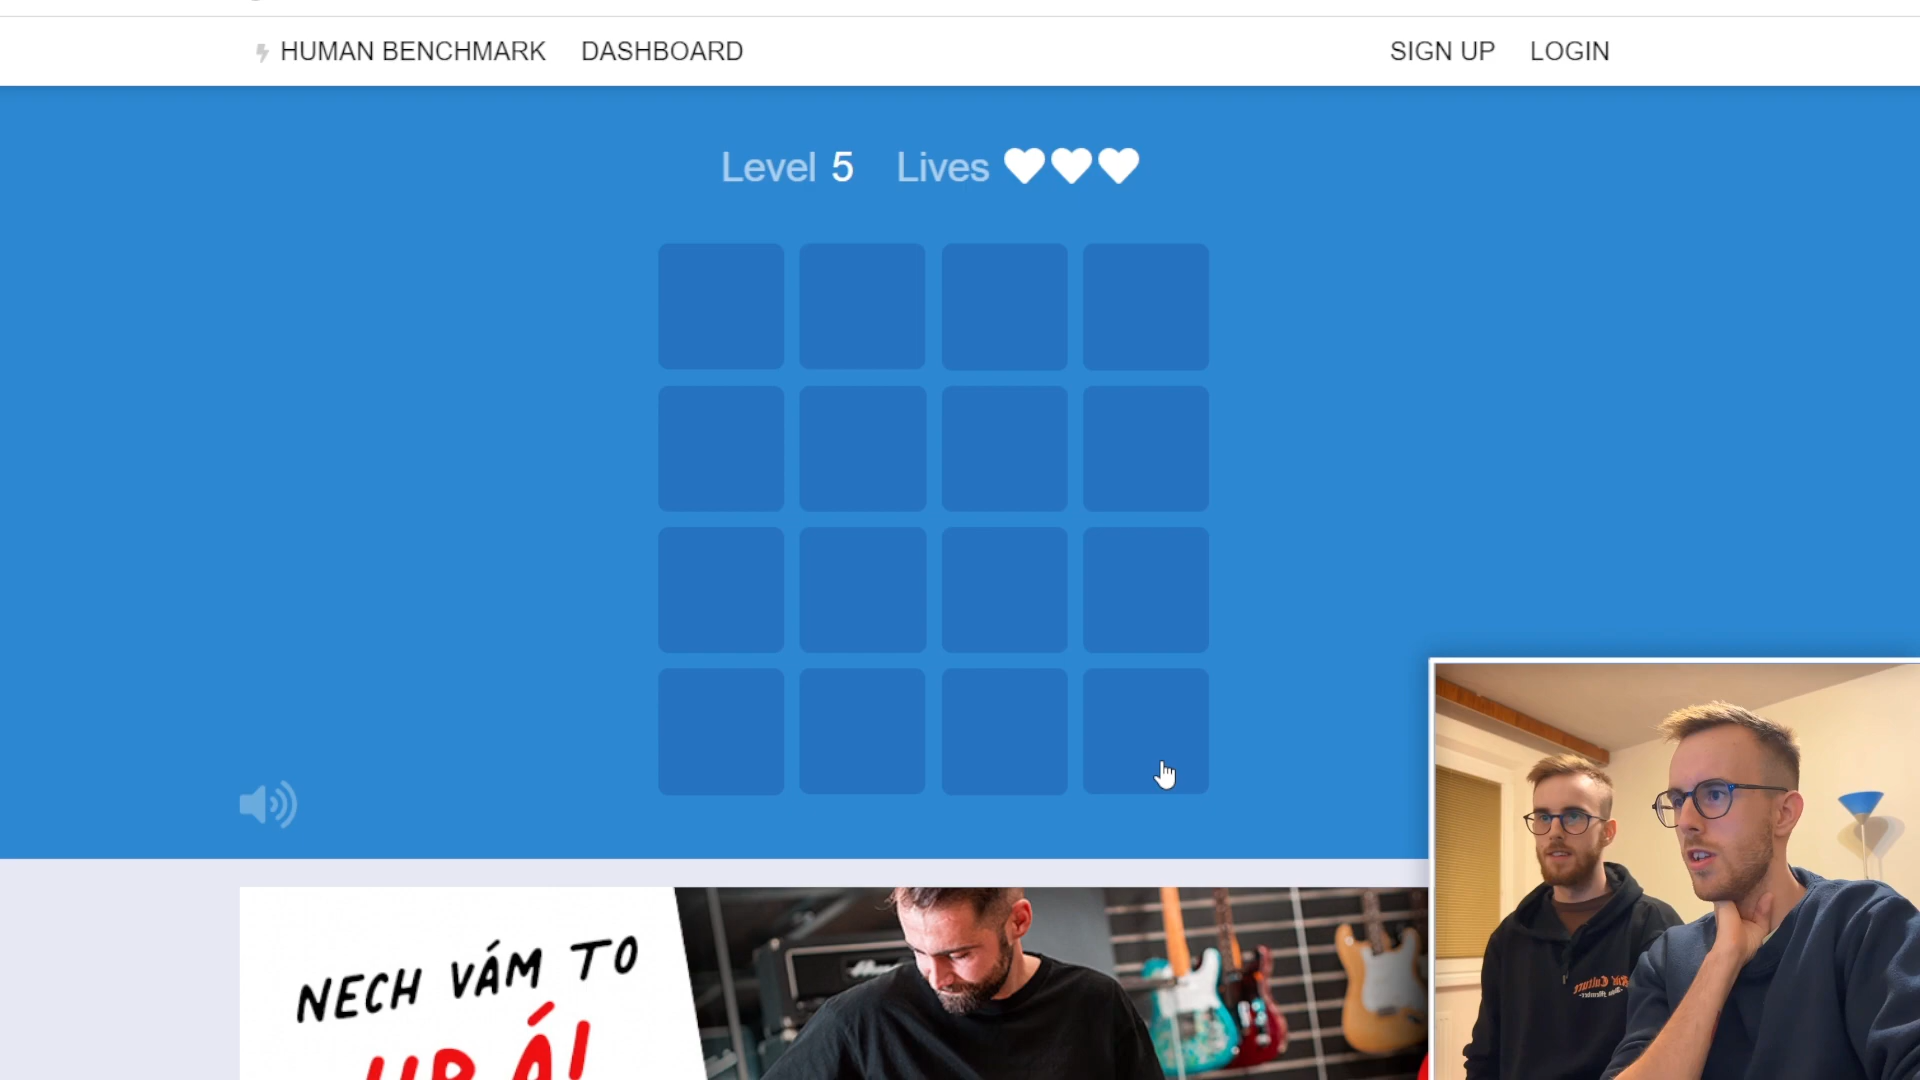 HUMAN BENCHMARK DASHBOARD SIGN UP LOGIN
Level 5 Lives
NECH VÁM TO